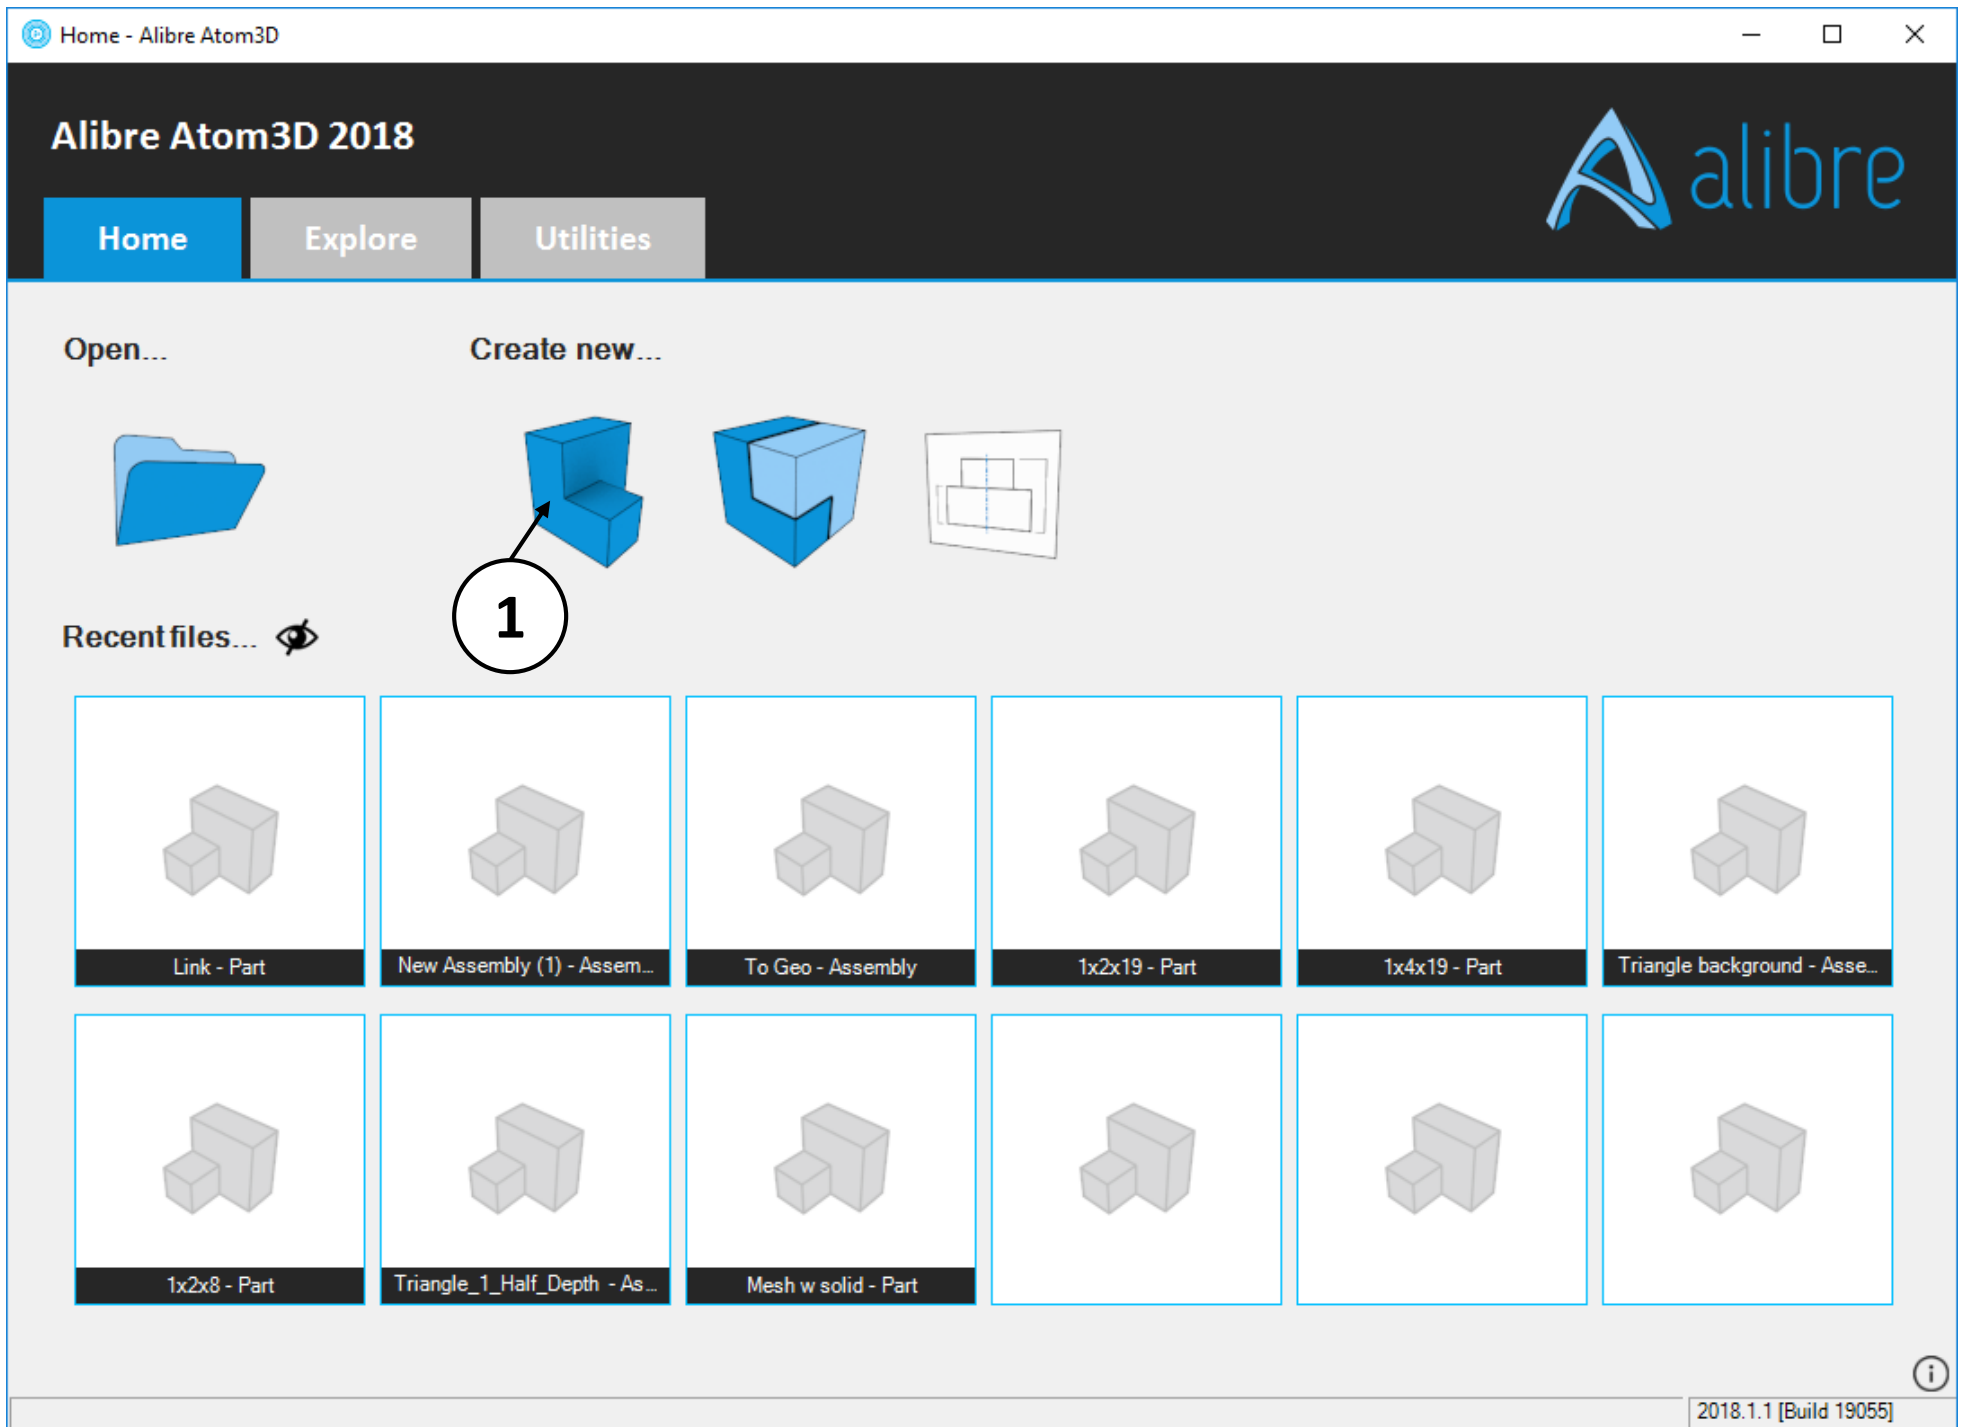 Home - Alibre Atom3D
Alibre Atom3D 2018
alibre
Home Explore Utilities
Open... Create new...
1
Recent files...
Link - Part New Assembly (1) - Assem... To Geo - Assembly 1x2x19 - Part 1x4x19 - Part Triangle background - Asse...
1x2x8 - Part Triangle_1_Half_Depth - As... Mesh w solid - Part
2018.1.1 [Build 19055]